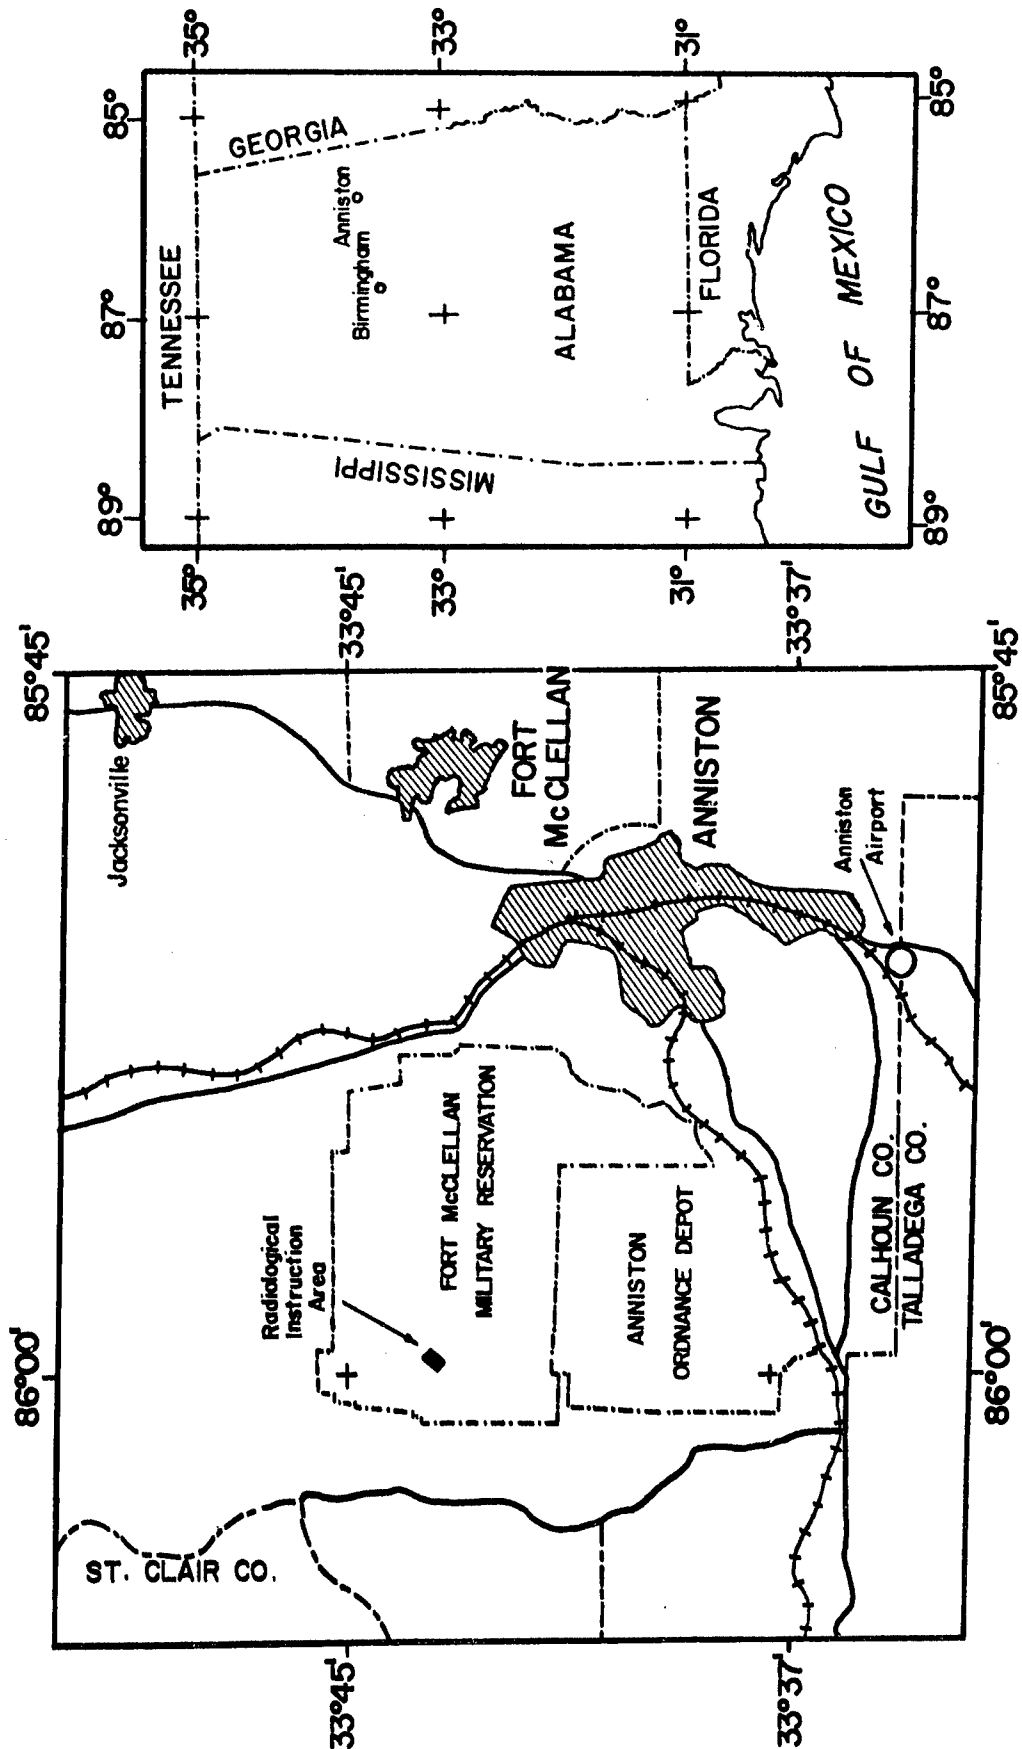 86°00'
85°45'
Jacksonville
ST. CLAIR CO.
33°45'
33°45'
Radiological
Instruction
Area
FORT McCLELLAN
MILITARY RESERVATION
FORT
McCLELLAN
ANNISTON
ORDNANCE DEPOT
ANNISTON
33°37'
33°37'
Anniston
Airport
CALHOUN CO.
TALLADEGA CO.
86°00'
85°45'
89°
87°
85°
TENNESSEE
35°
35°
GEORGIA
Anniston
Birmingham
MISSISSIPPI
33°
33°
ALABAMA
31°
31°
FLORIDA
GULF OF MEXICO
89°
87°
85°